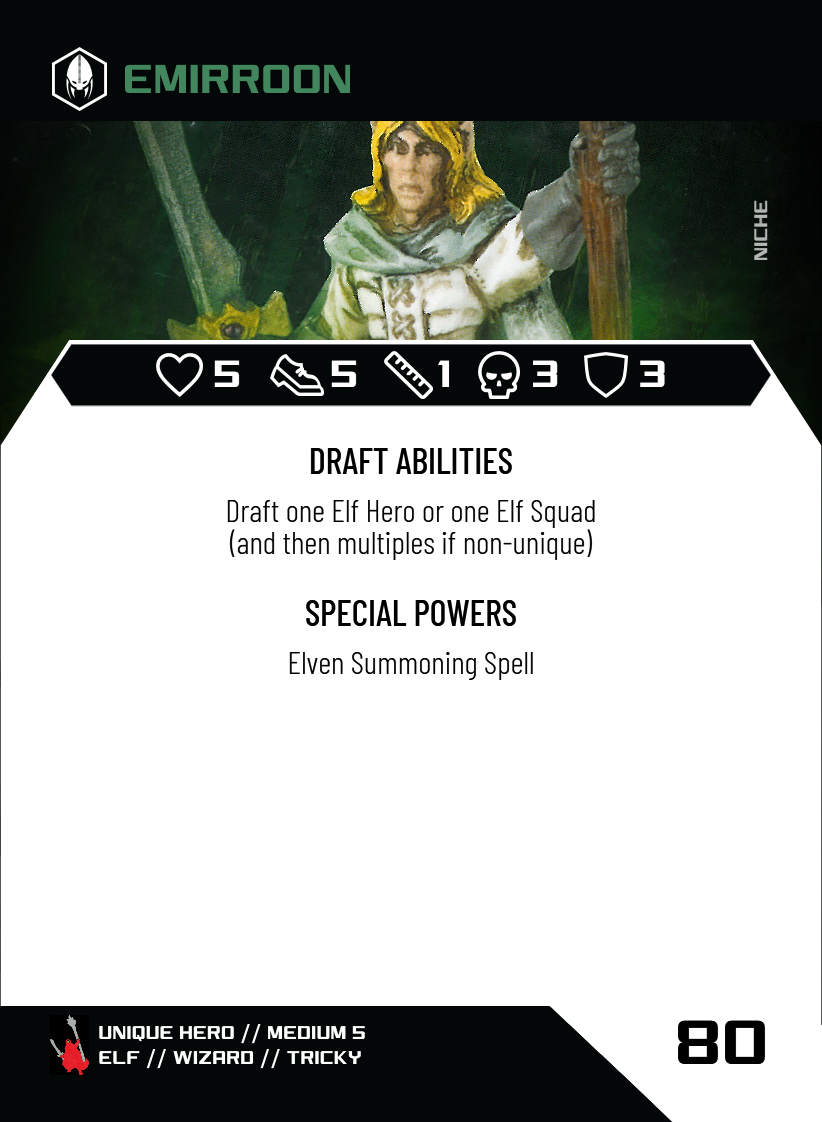 EMIRROON
NICHE
5 5 1 3 3
DRAFT ABILITIES
Draft one Elf Hero or one Elf Squad
(and then multiples if non-unique)
SPECIAL POWERS
Elven Summoning Spell
UNIQUE HERO // MEDIUM 5
ELF // WIZARD // TRICKY
80